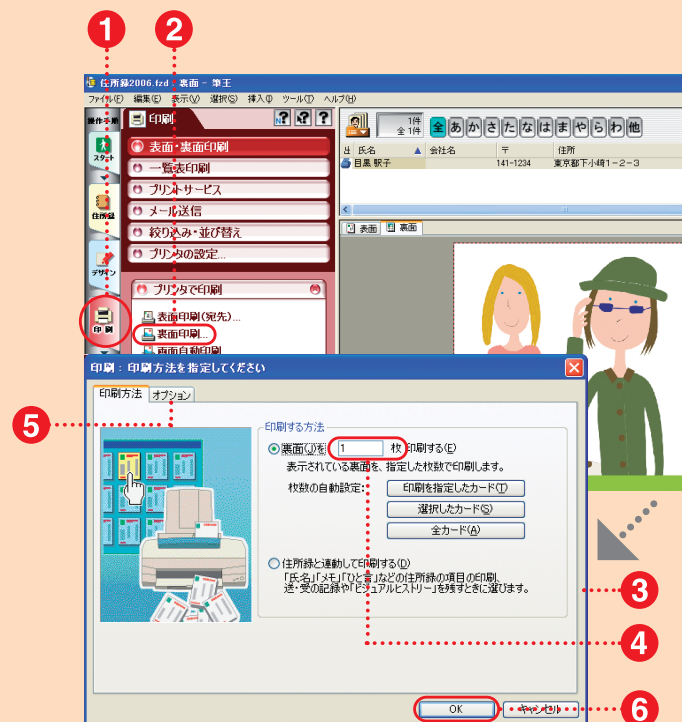 1
2
住所録2006.fzd - 裏面 - 筆王
ファイル(F) 編集(E) 表示(V) 選択(S) 挿入(I) ツール(T) ヘルプ(H)
操作手順
スタート
住所録
デザイン
印刷
印刷
N? ? ?
表面・裏面印刷
一覧表印刷
プリントサービス
メール送信
絞り込み・並び替え
プリンタの設定...
プリンタで印刷
表面印刷(宛先)...
裏面印刷...
両面自動印刷
1件
全 1件
全 あ か さ た な は ま や ら わ 他
氏名 会社名 〒 住所
目黒 駅子 141-1234 東京都下小崎1-2-3
表面 裏面
印刷 : 印刷方法を指定してください
印刷方法 オプション
5
印刷する方法
裏面(J)を 1 枚 印刷する(E)
表示されている裏面を、指定した枚数で印刷します。
枚数の自動設定: 印刷を指定したカード(T)
選択したカード(S)
全カード(A)
住所録と連動して印刷する(D)
「氏名」「メモ」「ひと言」などの住所録の項目の印刷、
送・受の記録や「ビジュアルヒストリー」を残すときに選びます。
3
4
OK キャンセル
6